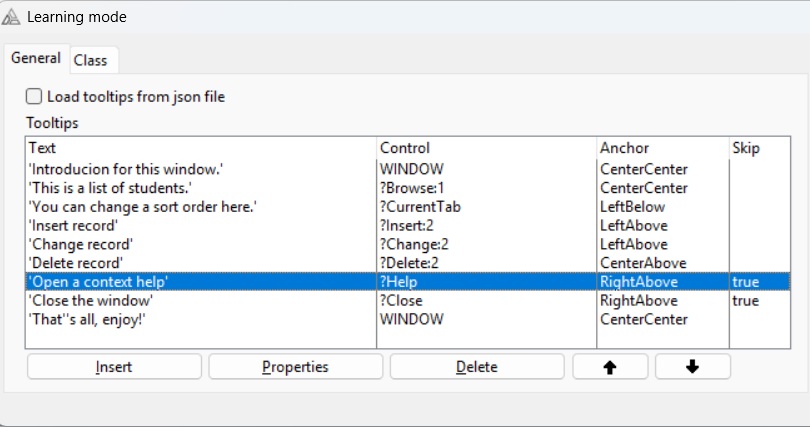 Learning mode
General Class
Load tooltips from json file
Tooltips
Text Control Anchor Skip
'Introducion for this window.' WINDOW CenterCenter
'This is a list of students.' ?Browse:1 CenterCenter
'You can change a sort order here.' ?CurrentTab LeftBelow
'Insert record' ?Insert:2 LeftAbove
'Change record' ?Change:2 LeftAbove
'Delete record' ?Delete:2 CenterAbove
'Open a context help' ?Help RightAbove true
'Close the window' ?Close RightAbove true
'That''s all, enjoy!' WINDOW CenterCenter
Insert Properties Delete